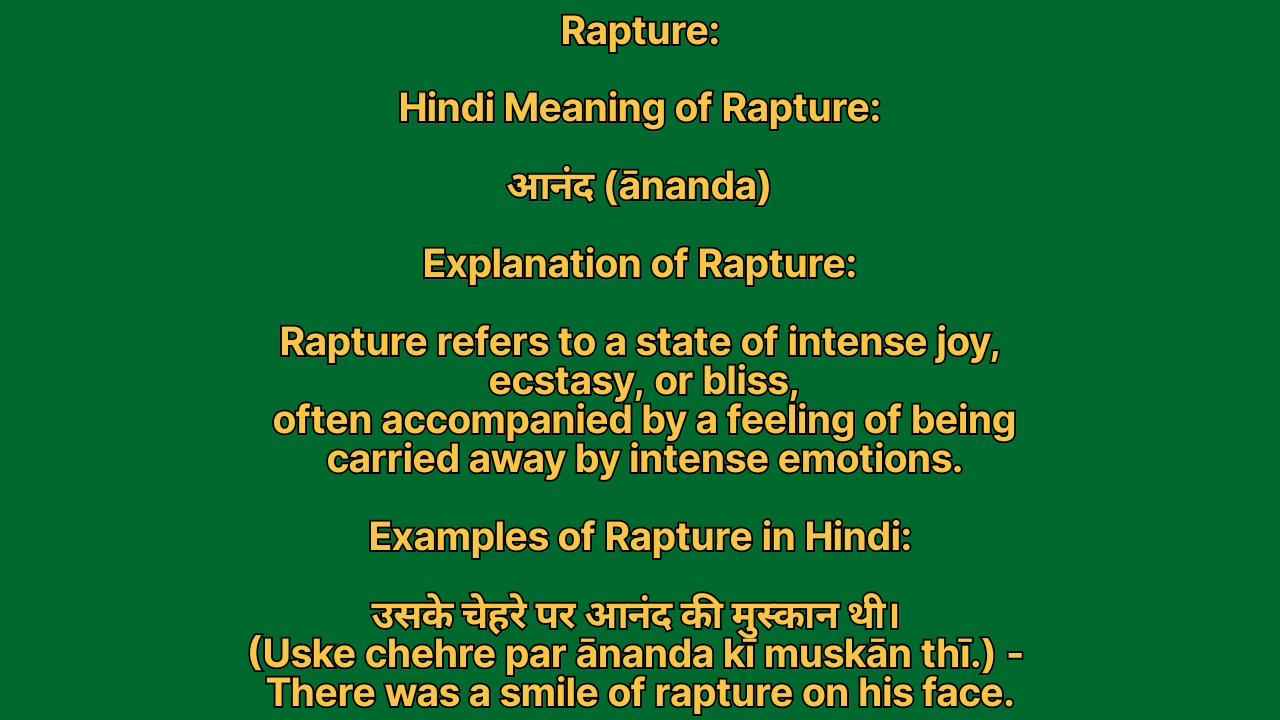 Rapture:
Hindi Meaning of Rapture:
आनंद (ānanda)
Explanation of Rapture:
Rapture refers to a state of intense joy,
ecstasy, or bliss,
often accompanied by a feeling of being
carried away by intense emotions.
Examples of Rapture in Hindi:
उसके चेहरे पर आनंद की मुस्कान थी।
(Uske chehre par ānanda kī muskān thī.) -
There was a smile of rapture on his face.